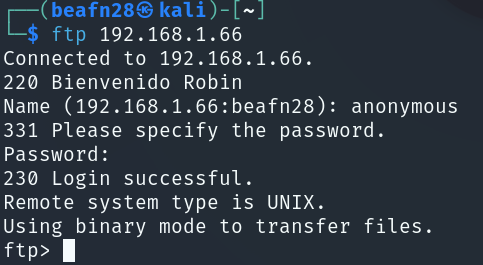 ┌──(beafn28㉿kali)-[~]
└─$ ftp 192.168.1.66
Connected to 192.168.1.66.
220 Bienvenido Robin
Name (192.168.1.66:beafn28): anonymous
331 Please specify the password.
Password:
230 Login successful.
Remote system type is UNIX.
Using binary mode to transfer files.
ftp>